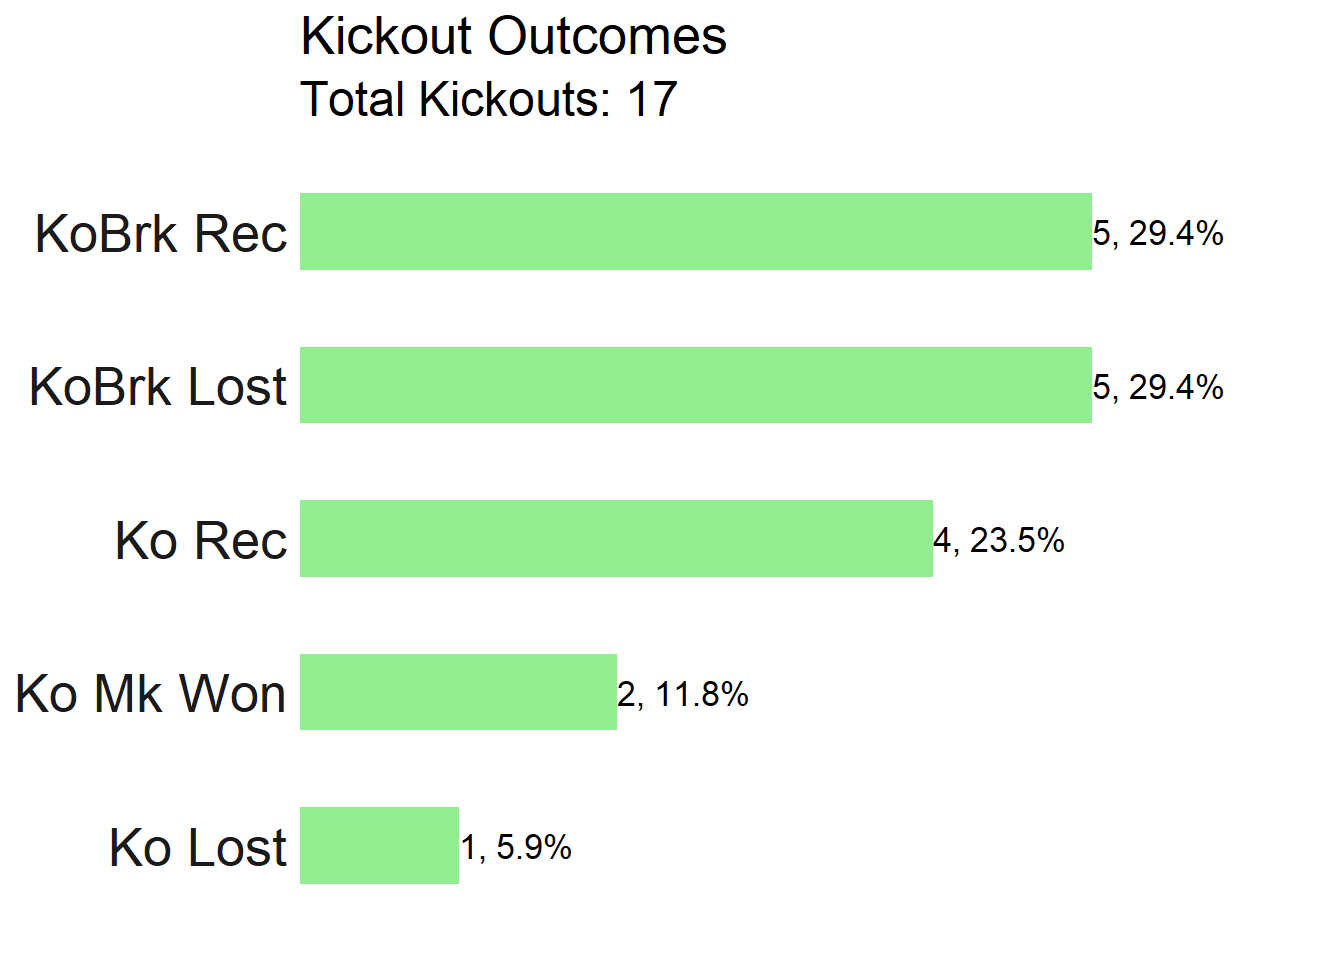 Kickout Outcomes
Total Kickouts: 17
KoBrk Rec 5, 29.4%
KoBrk Lost 5, 29.4%
Ko Rec 4, 23.5%
Ko Mk Won 2, 11.8%
Ko Lost 1, 5.9%